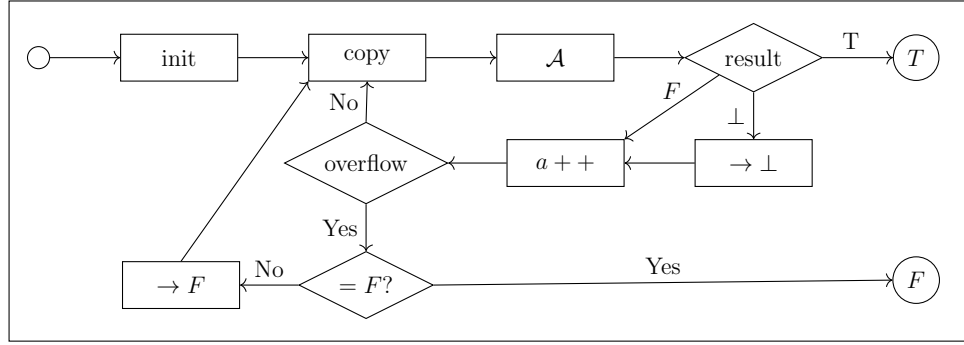 init
copy
𝒜
result
T
T
No
F
⊥
overflow
a + +
→ ⊥
Yes
→ F
No
= F?
Yes
F